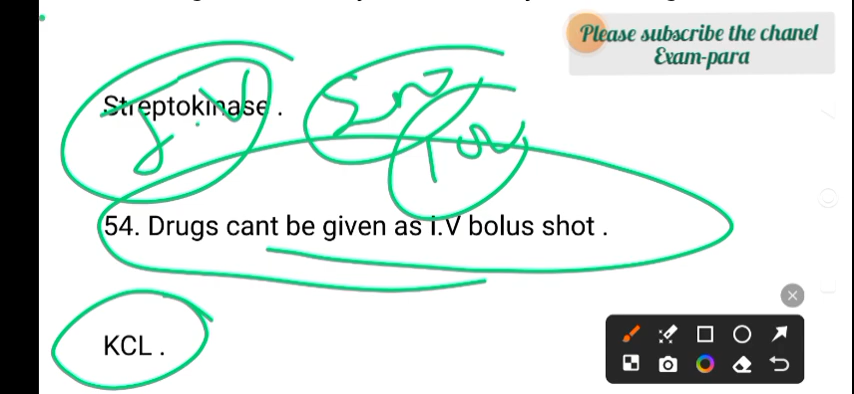 Please subscribe the chanel
Exam-para
Streptokinase .
I.V
54. Drugs cant be given as I.V bolus shot .
KCL .